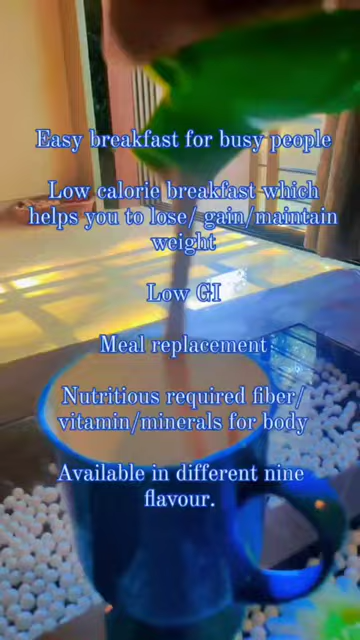 Easy breakfast for busy people
Low calorie breakfast which
helps you to lose/ gain/maintain
weight
Low GI
Meal replacement
Nutritious required fiber/
vitamin/minerals for body
Available in different nine
flavour.